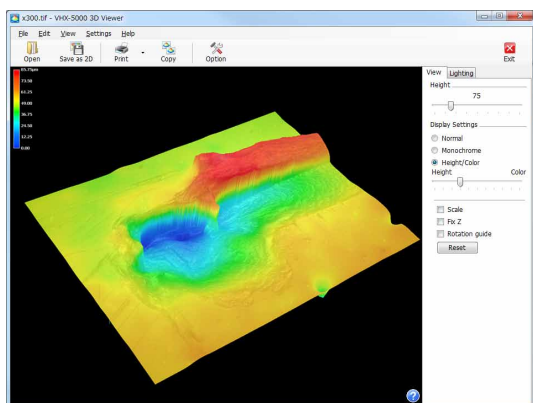 x300.tif - VHX-5000 3D Viewer
File Edit View Settings Help
Open Save as 2D Print Copy Option Exit
View Lighting
Height
75
Display Settings
Normal
Monochrome
Height/Color
Height Color
Scale
Fix Z
Rotation guide
Reset
85.75μm
73.50
61.25
49.00
36.75
24.50
12.25
0.00
?